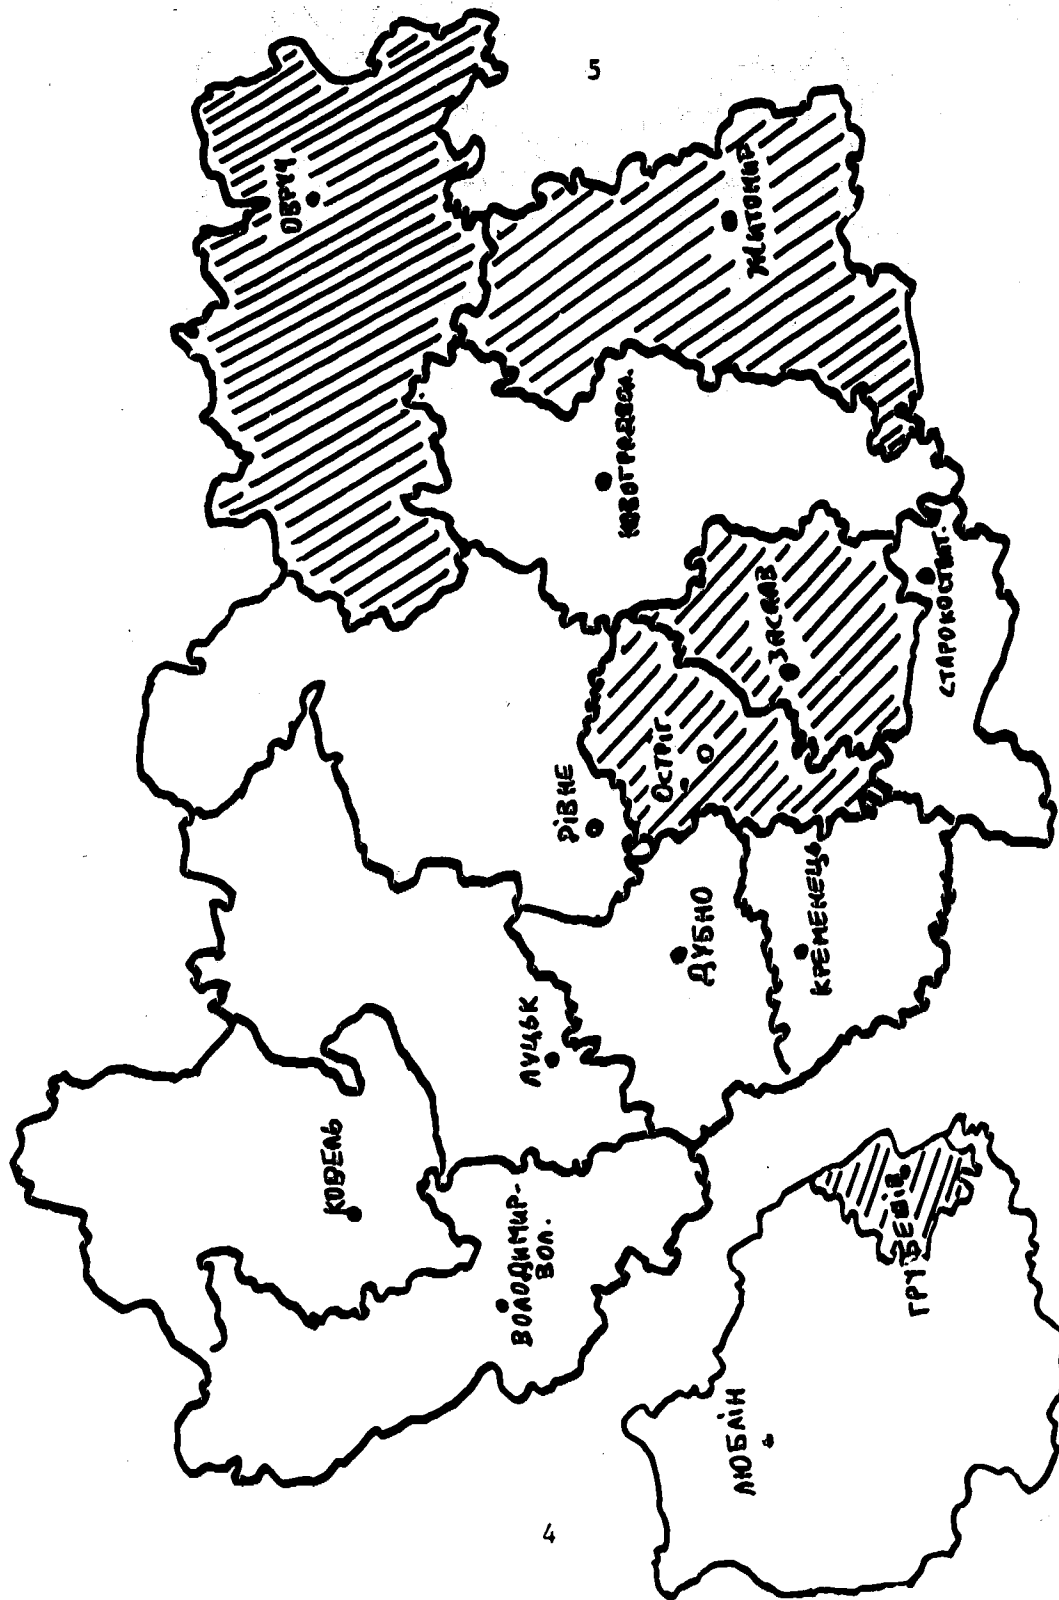 5
ОВРУЧ
ЖИТОМИР
НОВОГРАДВОЛ.
ЗАСЛАВ
СТАРОКОСТЯНТ.
ОСТРІГ
РІВНЕ
ДУБНО
КРЕМЕНЕЦЬ
ЛУЦЬК
КОВЕЛЬ
ВОЛОДИМИР-
ВОЛ.
ГРУБЕШІВ
ЛЮБЛІН
4